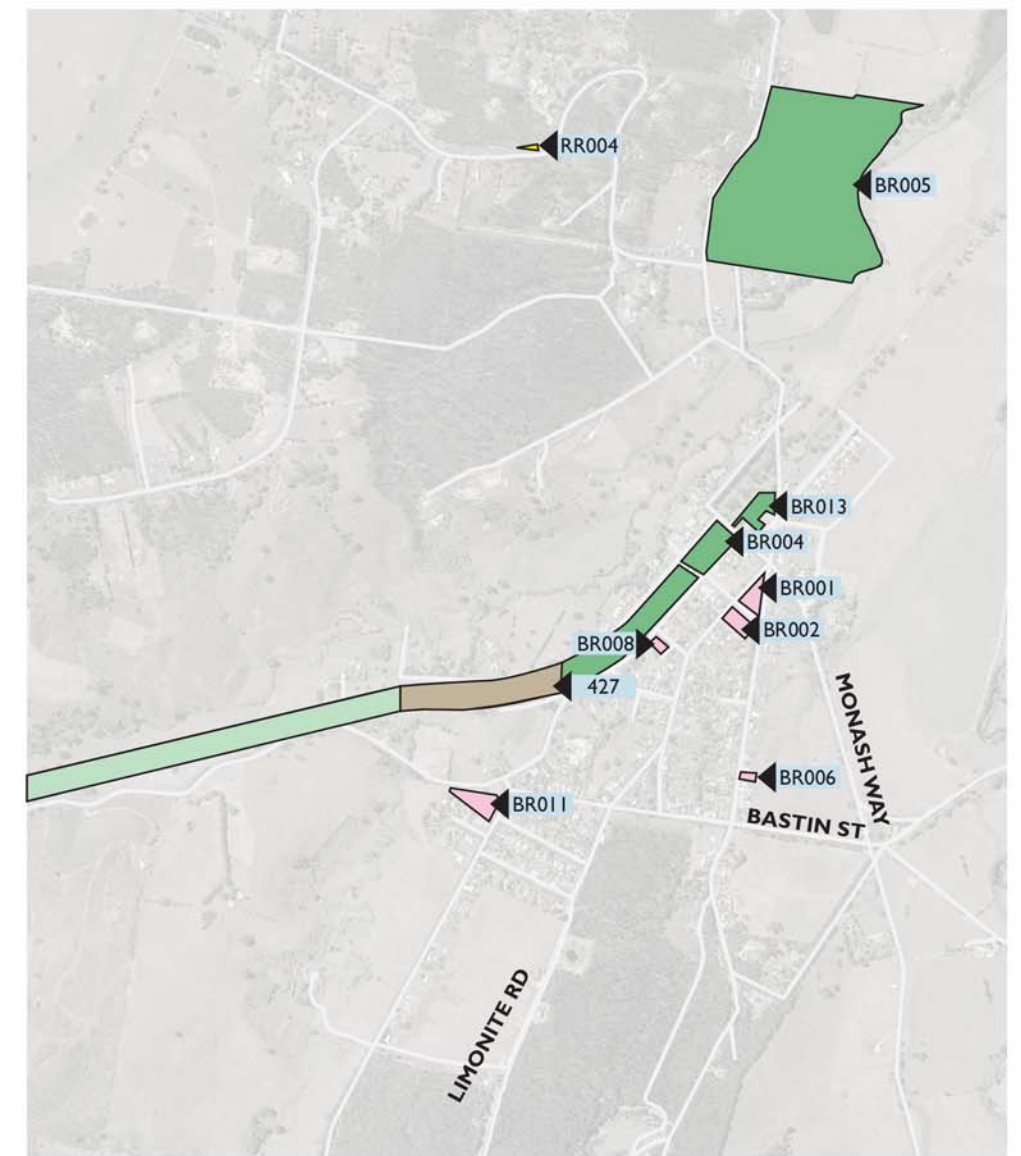 RR004
BR005
BR013
BR004
BR001
BR002
BR008
427
MONASH WAY
BR006
BR011
BASTIN ST
LIMONITE RD